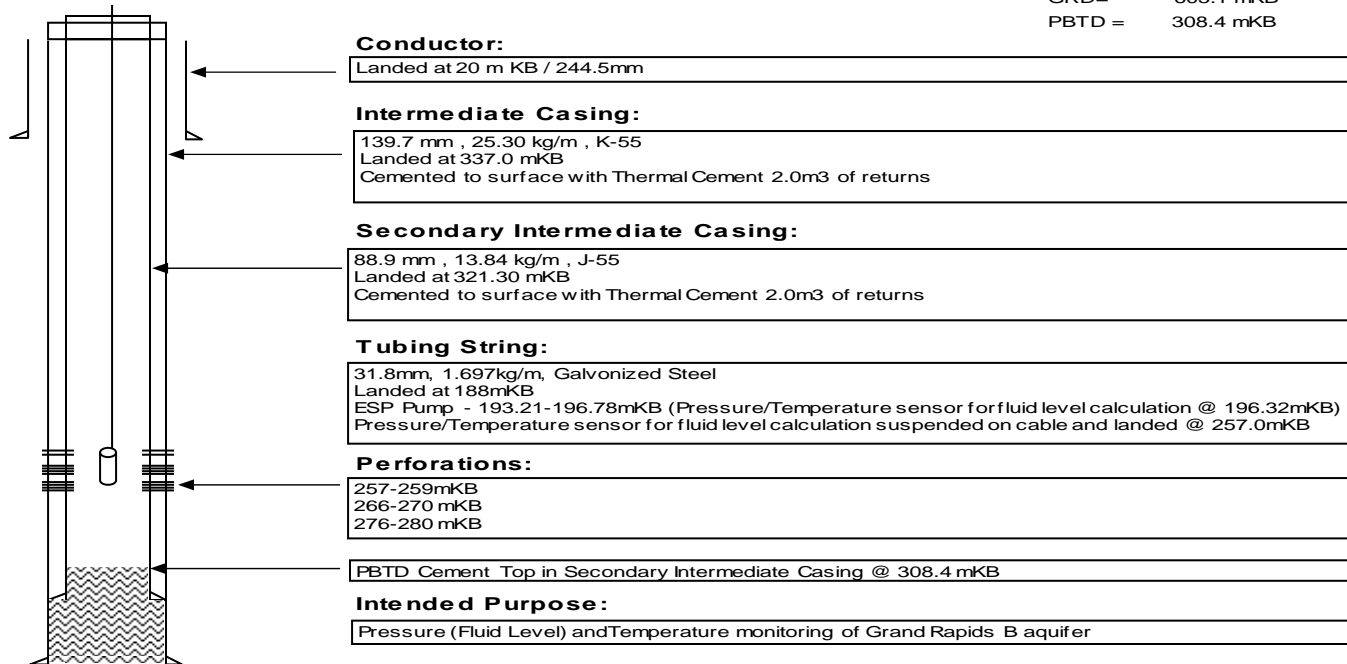 PBTD = 308.4 mKB
Conductor:
Landed at 20 m KB / 244.5mm
Intermediate Casing:
139.7 mm , 25.30 kg/m , K-55
Landed at 337.0 mKB
Cemented to surface with Thermal Cement 2.0m3 of returns
Secondary Intermediate Casing:
88.9 mm , 13.84 kg/m , J-55
Landed at 321.30 mKB
Cemented to surface with Thermal Cement 2.0m3 of returns
Tubing String:
31.8mm, 1.697kg/m, Galvonized Steel
Landed at 188mKB
ESP Pump - 193.21-196.78mKB (Pressure/Temperature sensor for fluid level calculation @ 196.32mKB)
Pressure/Temperature sensor for fluid level calculation suspended on cable and landed @ 257.0mKB
Perforations:
257-259mKB
266-270 mKB
276-280 mKB
PBTD Cement Top in Secondary Intermediate Casing @ 308.4 mKB
Intended Purpose:
Pressure (Fluid Level) andTemperature monitoring of Grand Rapids B aquifer